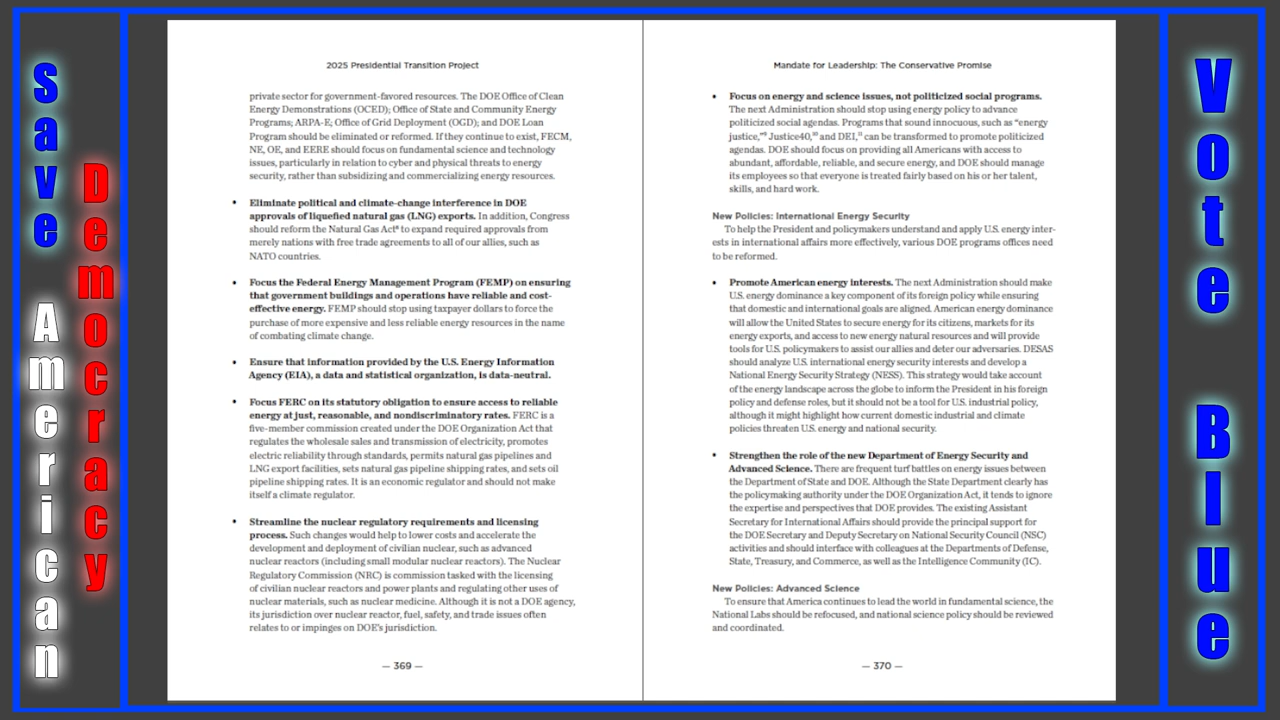 Save
American
Democracy
2025 Presidential Transition Project
private sector for government-favored resources. The DOE Office of Clean
Energy Demonstrations (OCED); Office of State and Community Energy
Programs; ARPA-E; Office of Grid Deployment (OGD); and DOE Loan
Program should be eliminated or reformed. If they continue to exist, FECM,
NE, OE, and EERE should focus on fundamental science and technology
issues, particularly in relation to cyber and physical threats to energy
security, rather than subsidizing and commercializing energy resources.
• Eliminate political and climate-change interference in DOE
approvals of liquefied natural gas (LNG) exports. In addition, Congress
should reform the Natural Gas Act⁸ to expand required approvals from
merely nations with free trade agreements to all of our allies, such as
NATO countries.
• Focus the Federal Energy Management Program (FEMP) on ensuring
that government buildings and operations have reliable and cost-
effective energy. FEMP should stop using taxpayer dollars to force the
purchase of more expensive and less reliable energy resources in the name
of combating climate change.
• Ensure that information provided by the U.S. Energy Information
Agency (EIA), a data and statistical organization, is data-neutral.
• Focus FERC on its statutory obligation to ensure access to reliable
energy at just, reasonable, and nondiscriminatory rates. FERC is a
five-member commission created under the DOE Organization Act that
regulates the wholesale sales and transmission of electricity, promotes
electric reliability through standards, permits natural gas pipelines and
LNG export facilities, sets natural gas pipeline shipping rates, and sets oil
pipeline shipping rates. It is an economic regulator and should not make
itself a climate regulator.
• Streamline the nuclear regulatory requirements and licensing
process. Such changes would help to lower costs and accelerate the
development and deployment of civilian nuclear, such as advanced
nuclear reactors (including small modular nuclear reactors). The Nuclear
Regulatory Commission (NRC) is commission tasked with the licensing
of civilian nuclear reactors and power plants and regulating other uses of
nuclear materials, such as nuclear medicine. Although it is not a DOE agency,
its jurisdiction over nuclear reactor, fuel, safety, and trade issues often
relates to or impinges on DOE's jurisdiction.
— 369 —
Mandate for Leadership: The Conservative Promise
• Focus on energy and science issues, not politicized social programs.
The next Administration should stop using energy policy to advance
politicized social agendas. Programs that sound innocuous, such as “energy
justice,”⁹ Justice40,¹⁰ and DEI,¹¹ can be transformed to promote politicized
agendas. DOE should focus on providing all Americans with access to
abundant, affordable, reliable, and secure energy, and DOE should manage
its employees so that everyone is treated fairly based on his or her talent,
skills, and hard work.
New Policies: International Energy Security
To help the President and policymakers understand and apply U.S. energy inter-
ests in international affairs more effectively, various DOE programs offices need
to be reformed.
• Promote American energy interests. The next Administration should make
U.S. energy dominance a key component of its foreign policy while ensuring
that domestic and international goals are aligned. American energy dominance
will allow the United States to secure energy for its citizens, markets for its
energy exports, and access to new energy natural resources and will provide
tools for U.S. policymakers to assist our allies and deter our adversaries. DESAS
should analyze U.S. international energy security interests and develop a
National Energy Security Strategy (NESS). This strategy would take account
of the energy landscape across the globe to inform the President in his foreign
policy and defense roles, but it should not be a tool for U.S. industrial policy,
although it might highlight how current domestic industrial and climate
policies threaten U.S. energy and national security.
• Strengthen the role of the new Department of Energy Security and
Advanced Science. There are frequent turf battles on energy issues between
the Department of State and DOE. Although the State Department clearly has
the policymaking authority under the DOE Organization Act, it tends to ignore
the expertise and perspectives that DOE provides. The existing Assistant
Secretary for International Affairs should provide the principal support for
the DOE Secretary and Deputy Secretary on National Security Council (NSC)
activities and should interface with colleagues at the Departments of Defense,
State, Treasury, and Commerce, as well as the Intelligence Community (IC).
New Policies: Advanced Science
To ensure that America continues to lead the world in fundamental science, the
National Labs should be refocused, and national science policy should be reviewed
and coordinated.
— 370 —
Vote Blue